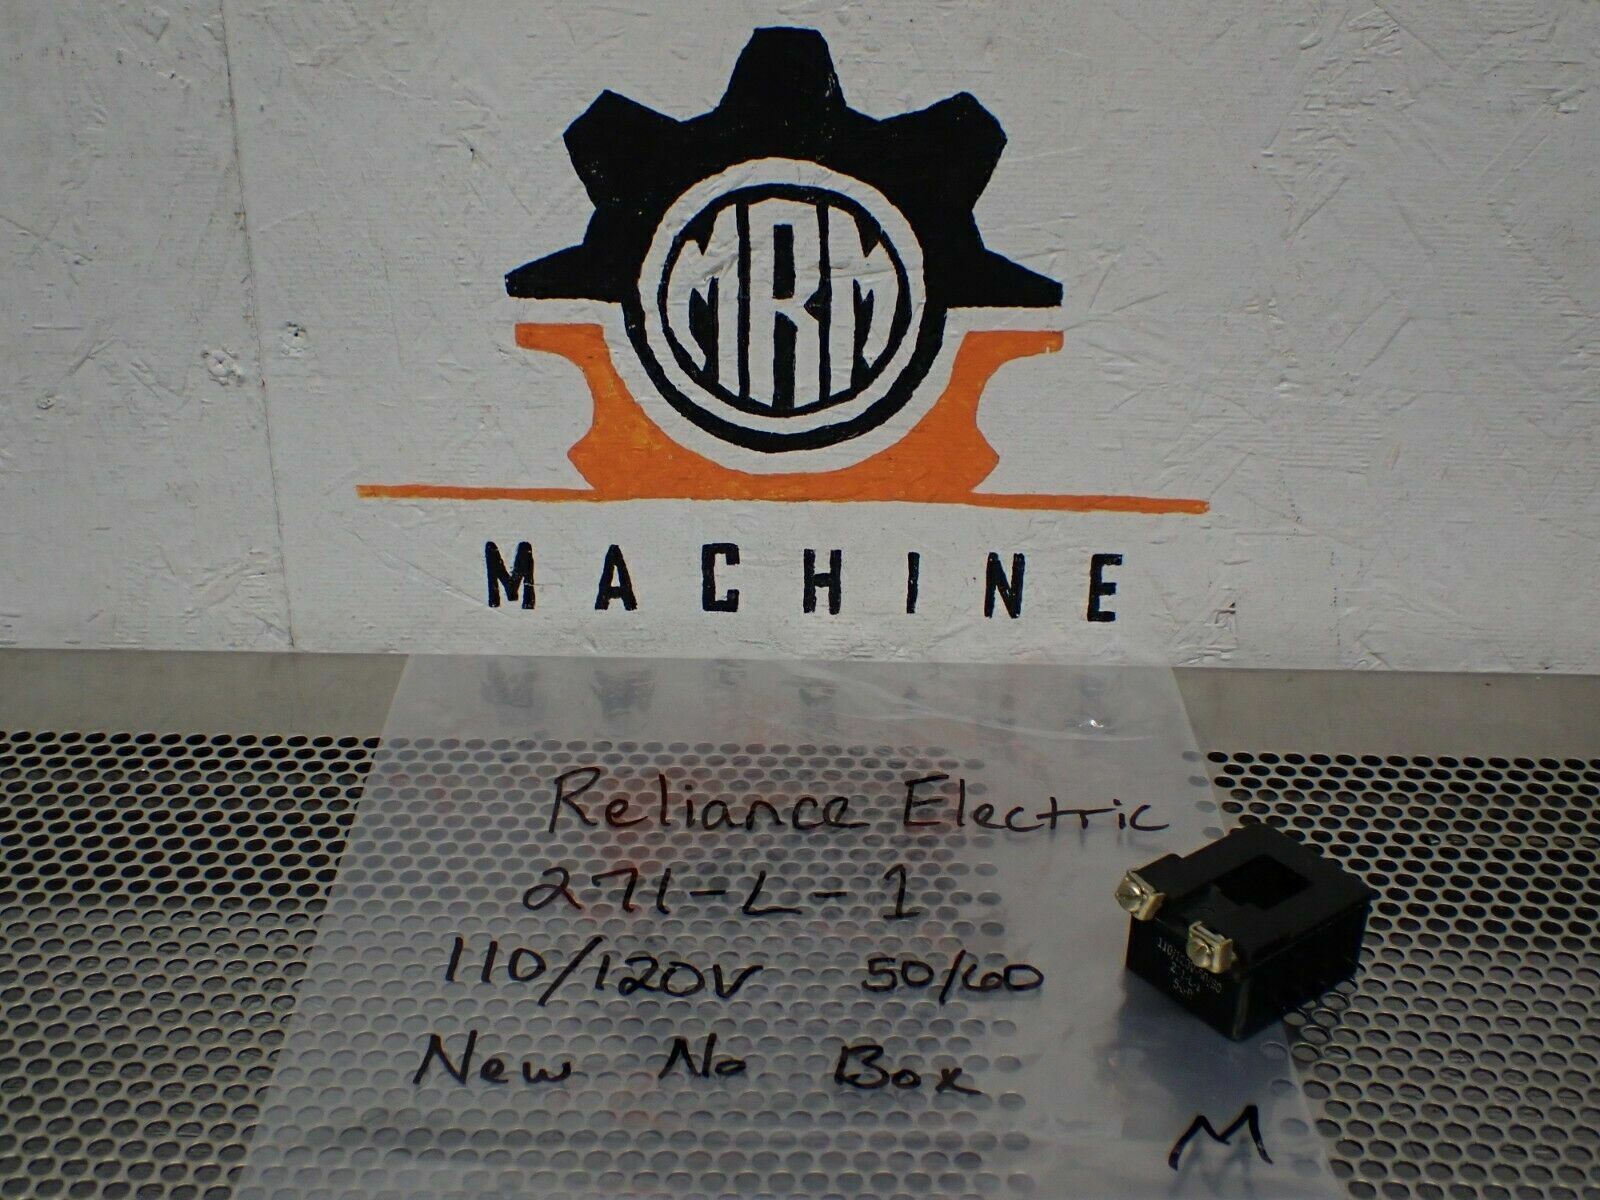 MRM
MACHINE
Reliance Electric
271-L-1
110/120V 50/60
New No Box
M